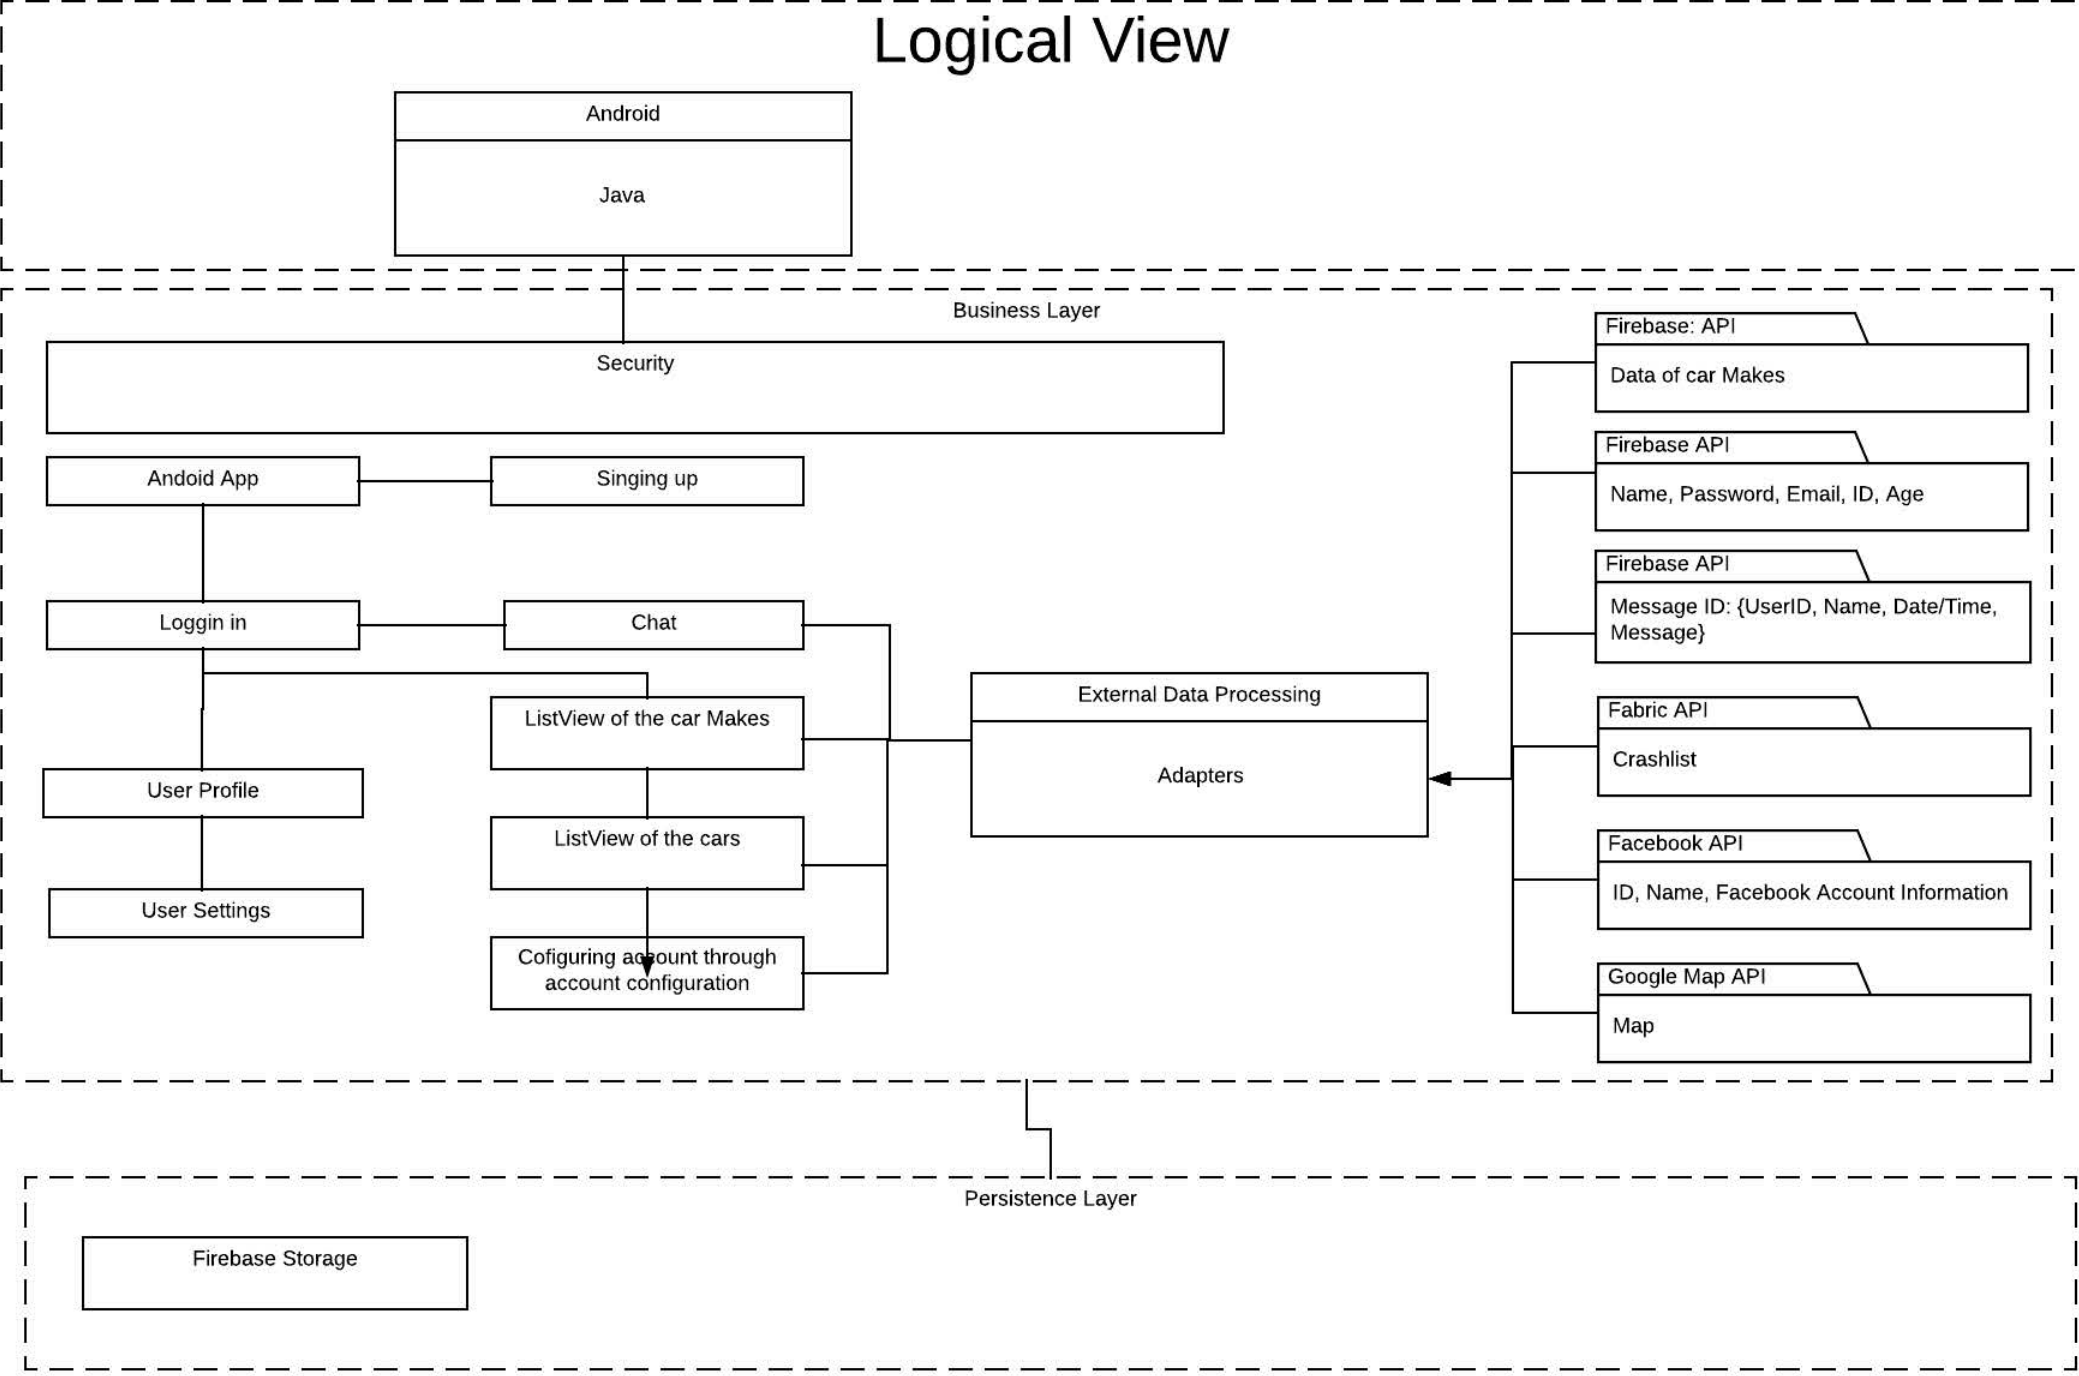 Logical View
Android
Java
Business Layer
Security
Andoid App
Singing up
Loggin in
Chat
ListView of the car Makes
User Profile
ListView of the cars
User Settings
Cofiguring account through
account configuration
External Data Processing
Adapters
Firebase: API
Data of car Makes
Firebase API
Name, Password, Email, ID, Age
Firebase API
Message ID: {UserID, Name, Date/Time,
Message}
Fabric API
Crashlist
Facebook API
ID, Name, Facebook Account Information
Google Map API
Map
Persistence Layer
Firebase Storage